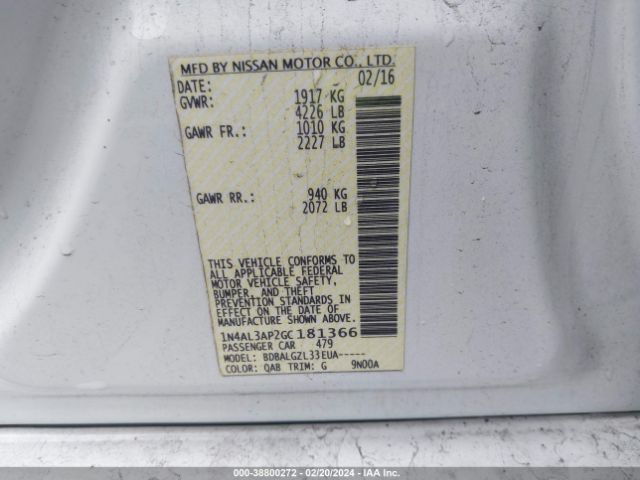 MFD BY NISSAN MOTOR CO., LTD.
DATE: 02/16
GVWR: 1917 KG
4226 LB
GAWR FR.: 1010 KG
2227 LB
GAWR RR.: 940 KG
2072 LB
THIS VEHICLE CONFORMS TO
ALL APPLICABLE FEDERAL
MOTOR VEHICLE SAFETY,
BUMPER, AND THEFT
PREVENTION STANDARDS IN
EFFECT ON THE DATE OF
MANUFACTURE SHOWN ABOVE.
1N4AL3AP2GC181366
PASSENGER CAR 479
MODEL: BDBALGZL33EUA-----
COLOR: QAB TRIM: G 9N00A
000-38800272 - 02/20/2024 - IAA Inc.